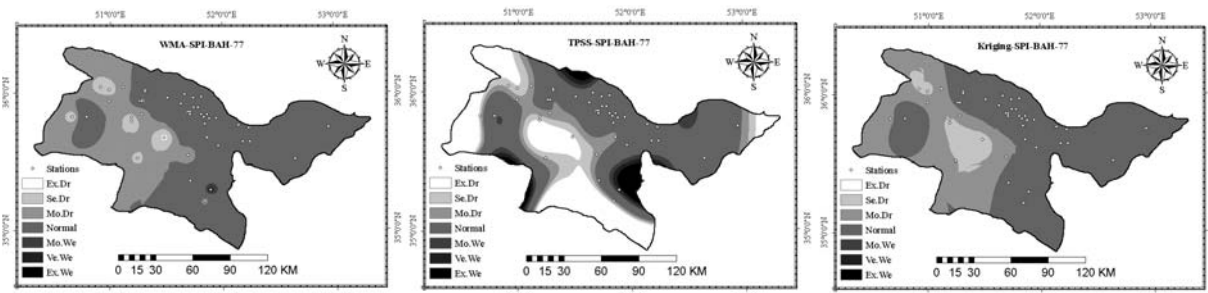 51°0'0"E 52°0'0"E 53°0'0"E
WMA-SPI-BAH-77
N
W E
S
36°0'0"N
35°0'0"N
Stations
Ex.Dr
Se.Dr
Mo.Dr
Normal
Mo.We
Ve.We
Ex.We
0 15 30 60 90 120 KM
51°0'0"E 52°0'0"E 53°0'0"E
TPSS-SPI-BAH-77
N
W E
S
36°0'0"N 36°0'0"N
35°0'0"N 35°0'0"N
Stations
Ex.Dr
Se.Dr
Mo.Dr
Normal
Mo.We
Ve.We
Ex.We
0 15 30 60 90 120 KM
51°0'0"E 52°0'0"E 53°0'0"E
Kriging-SPI-BAH-77
N
W E
S
36°0'0"N
35°0'0"N
Stations
Ex.Dr
Se.Dr
Mo.Dr
Normal
Mo.We
Ve.We
Ex.We
0 15 30 60 90 120 KM